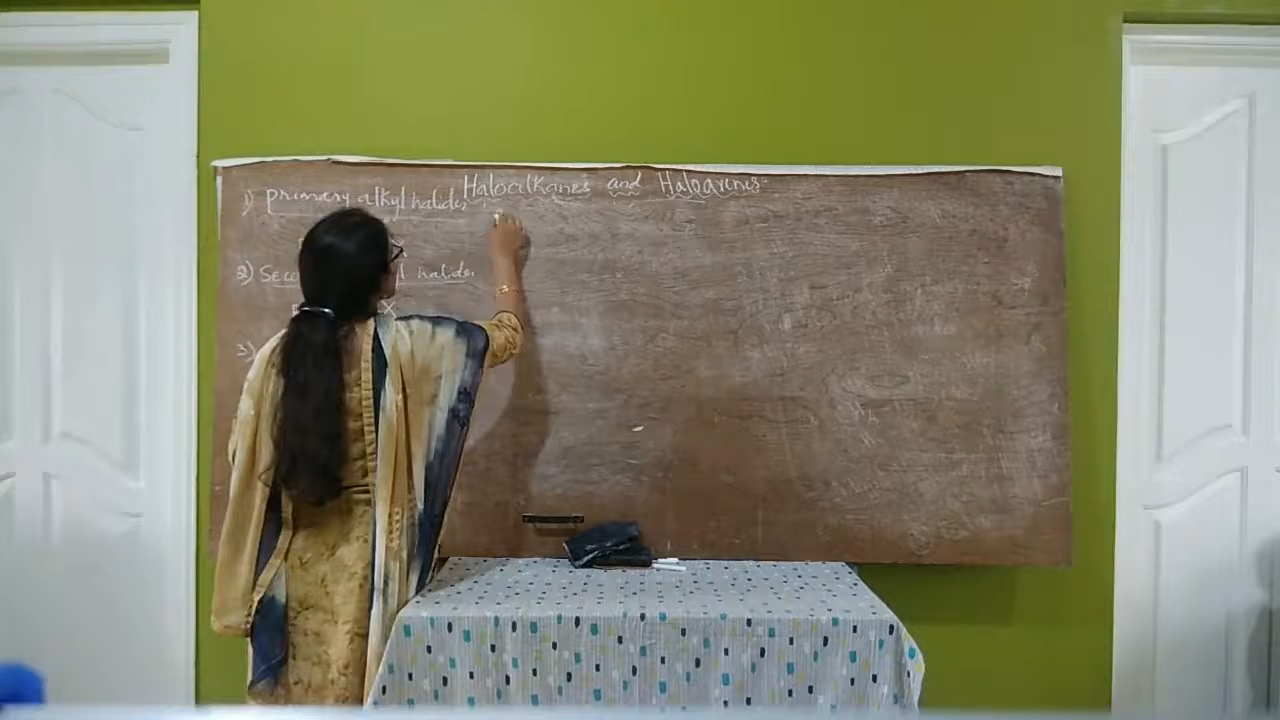 Haloalkanes and Haloarenes
1) primary alkyl halide
2) Sec l halide
X
3)